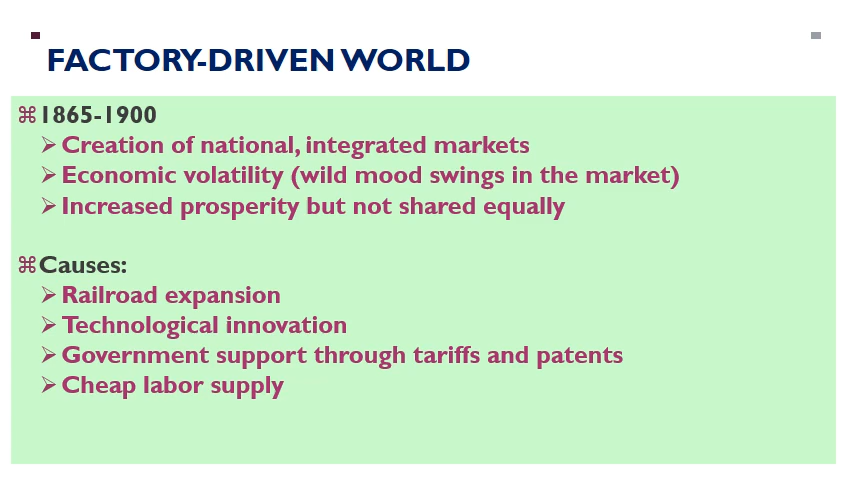 FACTORY-DRIVEN WORLD
⌘1865-1900
➢Creation of national, integrated markets
➢Economic volatility (wild mood swings in the market)
➢Increased prosperity but not shared equally
⌘Causes:
➢Railroad expansion
➢Technological innovation
➢Government support through tariffs and patents
➢Cheap labor supply